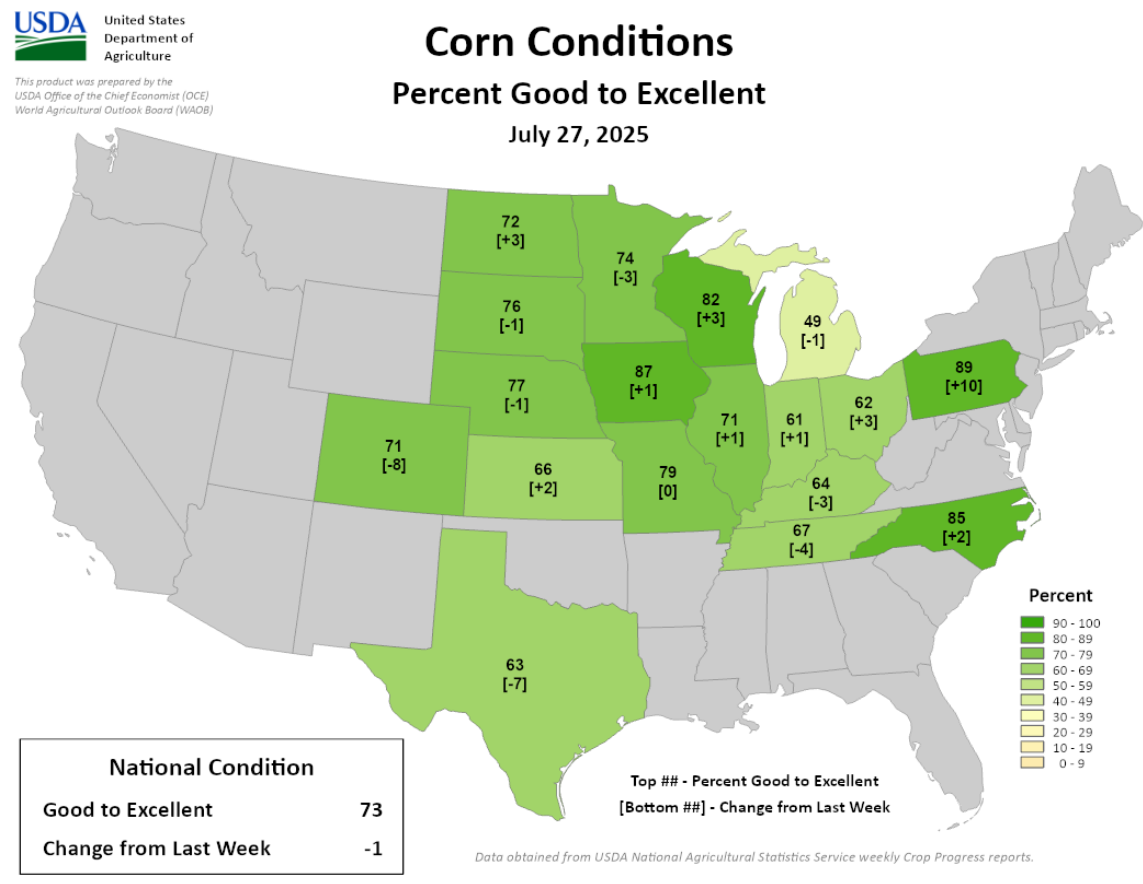 USDA
United States
Department of
Agriculture
This product was prepared by the
USDA Office of the Chief Economist (OCE)
World Agricultural Outlook Board (WAOB)
Corn Conditions
Percent Good to Excellent
July 27, 2025
72
[+3]
74
[-3]
76
[-1]
82
[+3]
49
[-1]
77
[-1]
87
[+1]
89
[+10]
71
[-8]
66
[+2]
79
[0]
71
[+1]
61
[+1]
62
[+3]
64
[-3]
67
[-4]
85
[+2]
63
[-7]
Percent
90 - 100
80 - 89
70 - 79
60 - 69
50 - 59
40 - 49
30 - 39
20 - 29
10 - 19
0 - 9
National Condition
Good to Excellent 73
Change from Last Week -1
Top ## - Percent Good to Excellent
[Bottom ##] - Change from Last Week
Data obtained from USDA National Agricultural Statistics Service weekly Crop Progress reports.